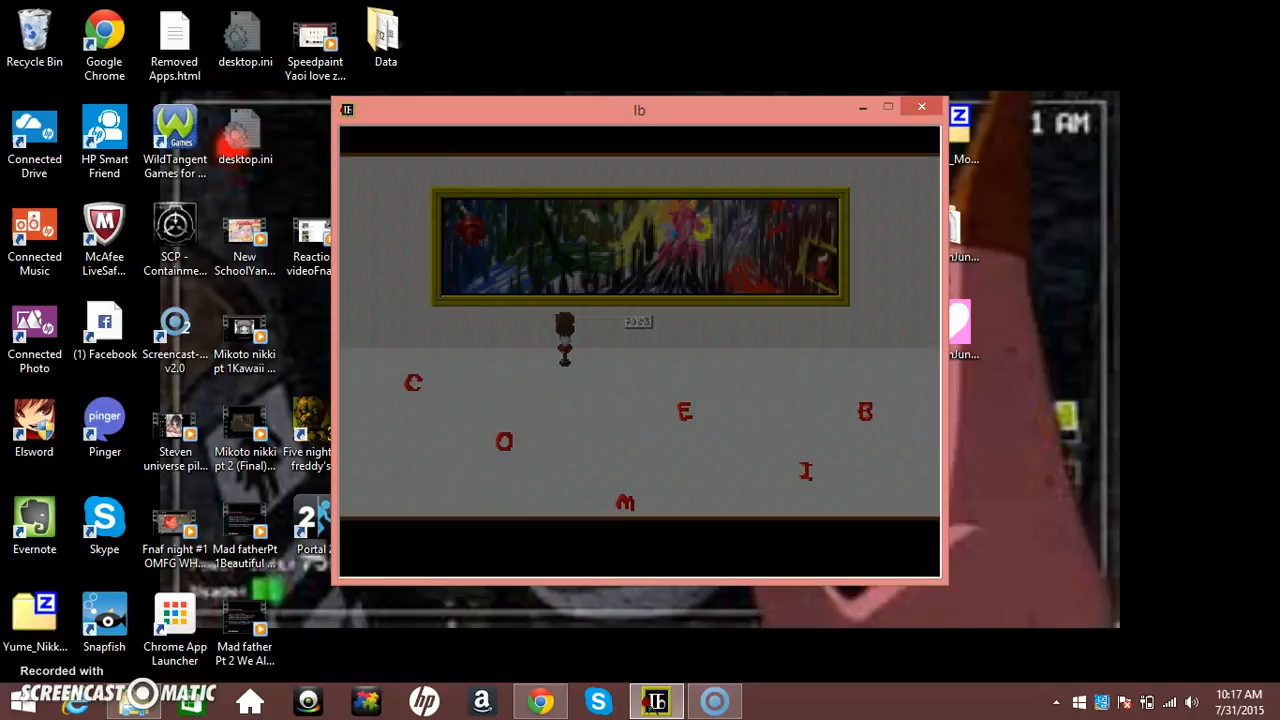 Recycle Bin
Google Chrome
Removed Apps.html
desktop.ini
Speedpaint Yaoi love z...
Data
Ib
1 AM
Connected Drive
HP Smart Friend
WildTangent Games for ...
desktop.ini
_Mo...
Connected Music
McAfee LiveSaf...
SCP - Containme...
New SchoolYan...
Reaction videoFna...
Connected Photo
(1) Facebook
Screencast-... v2.0
Mikoto nikki pt 1Kawaii ...
C
E
B
O
I
M
Elsword
pinger
Pinger
Steven universe pil...
Mikoto nikki pt 2 (Final)...
Five night freddy's
Evernote
Skype
Fnaf night #1 OMFG WH...
Mad fatherPt 1Beautiful ...
Portal 2
Yume_Nikk...
Snapfish
Chrome App Launcher
Mad father Pt 2 We Al...
Recorded with
SCREENCAST-O-MATIC
10:17 AM
7/31/2015